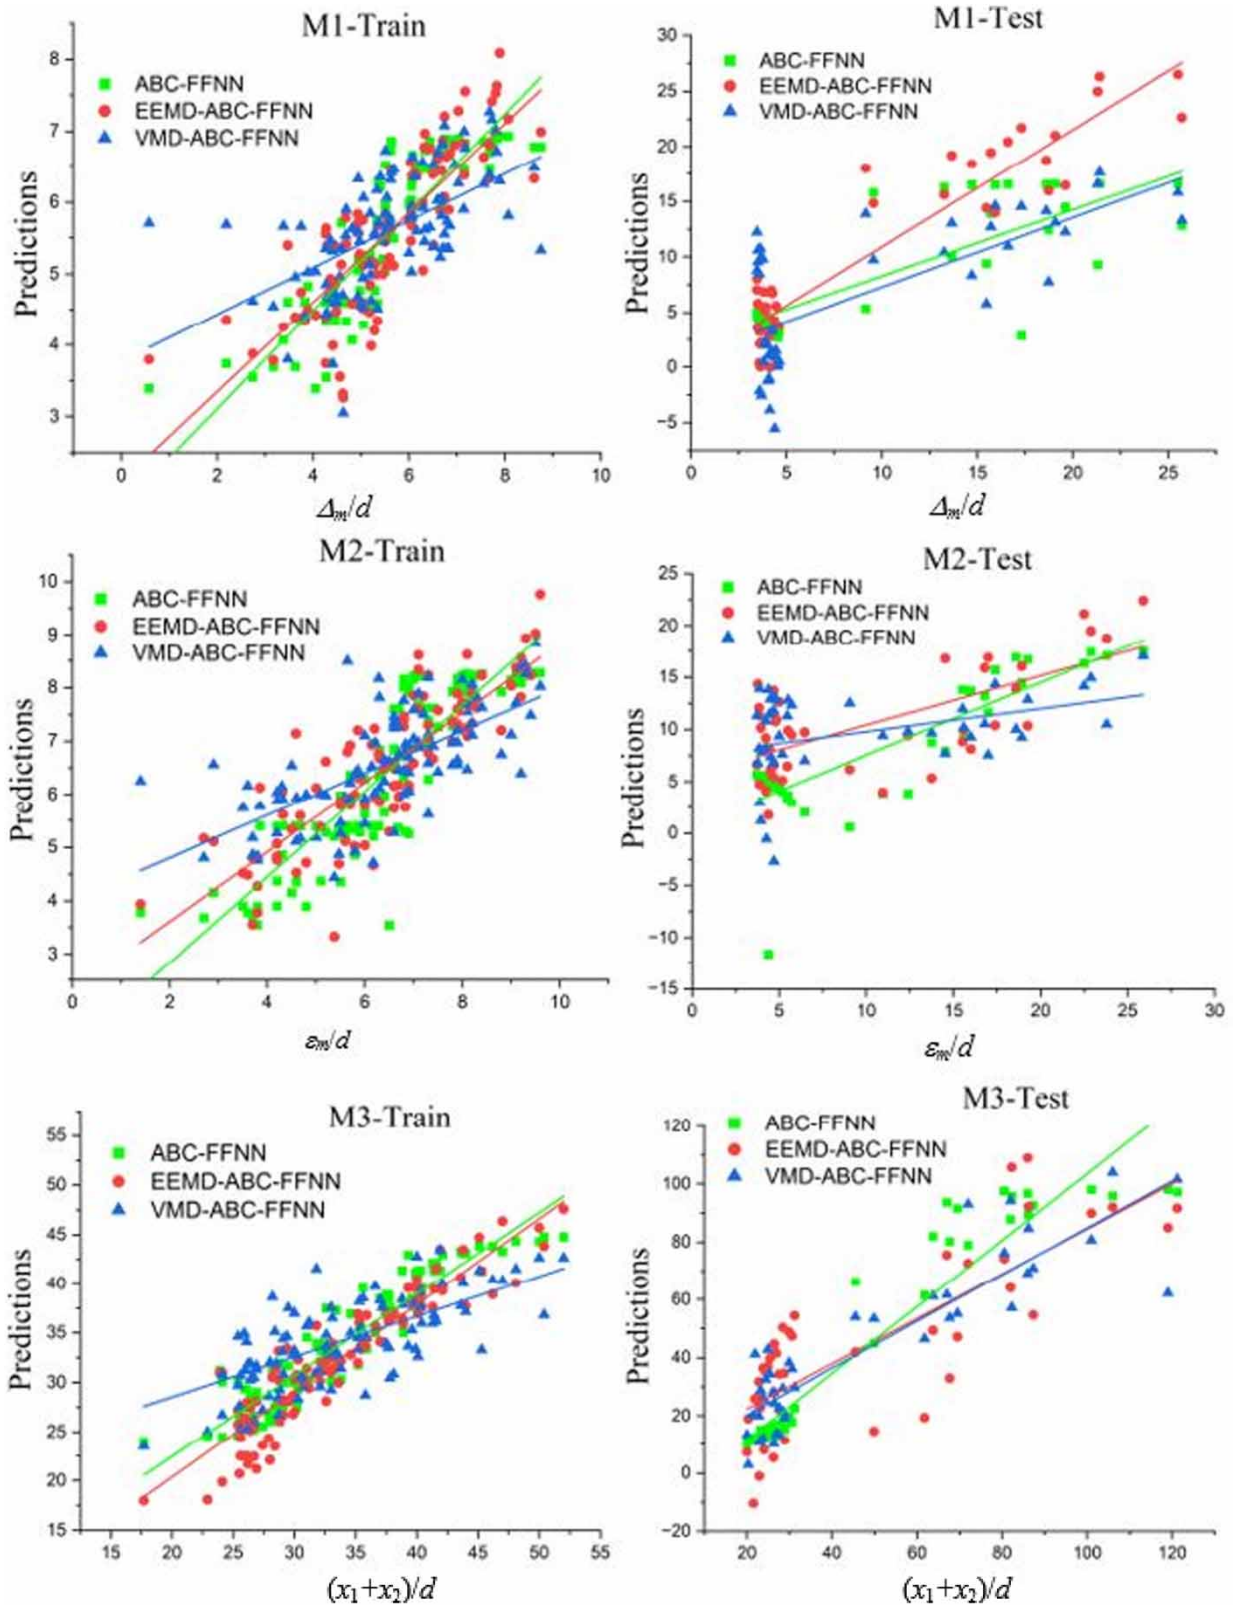 M1-Train
ABC-FFNN
EEMD-ABC-FFNN
VMD-ABC-FFNN
Predictions
8
7
6
5
4
3
0 2 4 6 8 10
Δm/d
M1-Test
ABC-FFNN
EEMD-ABC-FFNN
VMD-ABC-FFNN
Predictions
30
25
20
15
10
5
0
−5
0 5 10 15 20 25
Δm/d
M2-Train
ABC-FFNN
EEMD-ABC-FFNN
VMD-ABC-FFNN
Predictions
10
9
8
7
6
5
4
3
0 2 4 6 8 10
εm/d
M2-Test
ABC-FFNN
EEMD-ABC-FFNN
VMD-ABC-FFNN
Predictions
25
20
15
10
5
0
−5
−10
−15
0 5 10 15 20 25 30
εm/d
M3-Train
ABC-FFNN
EEMD-ABC-FFNN
VMD-ABC-FFNN
Predictions
55
50
45
40
35
30
25
20
15
15 20 25 30 35 40 45 50 55
(x1+x2)/d
M3-Test
ABC-FFNN
EEMD-ABC-FFNN
VMD-ABC-FFNN
Predictions
120
100
80
60
40
20
0
−20
20 40 60 80 100 120
(x1+x2)/d